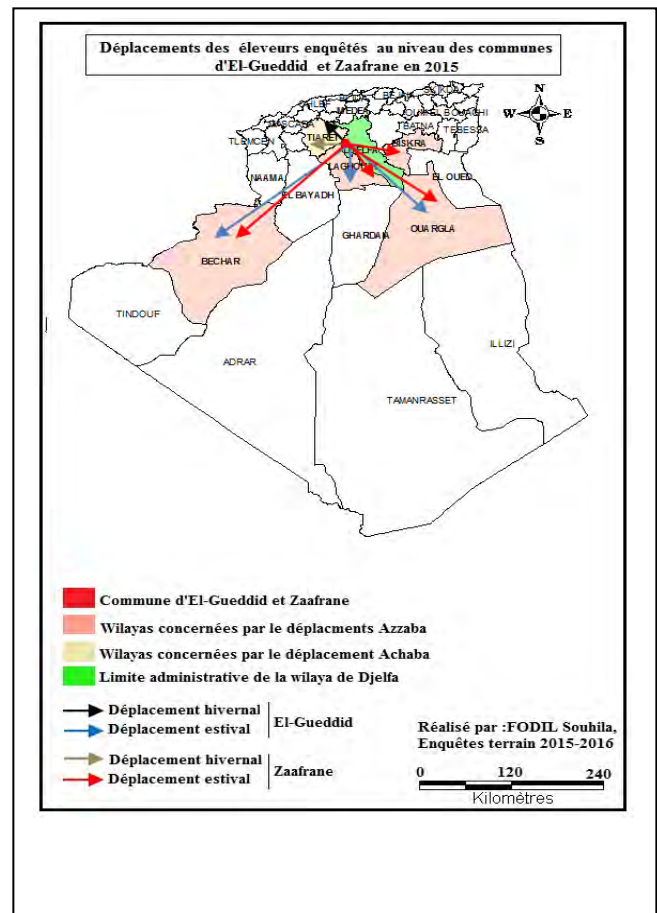 Déplacements des éleveurs enquêtés au niveau des communes
d'El-Gueddid et Zaafrane en 2015
N
W E
S
SKIDA
MEDEA
BATNA
TEBESSA
TIARET
BISKRA
TLEMCEN
NAAMA
LAGHOUAT
EL OUED
EL BAYADH
GHARDAIA
OUARGLA
BECHAR
TINDOUF
ADRAR
ILLIZI
TAMANRASSET
Commune d'El-Gueddid et Zaafrane
Wilayas concernées par le déplacments Azzaba
Wilayas concernées par le déplacement Achaba
Limite administrative de la wilaya de Djelfa
Déplacement hivernal
El-Gueddid
Déplacement estival
Déplacement hivernal
Zaafrane
Déplacement estival
Réalisé par :FODIL Souhila,
Enquêtes terrain 2015-2016
0 120 240
Kilomètres